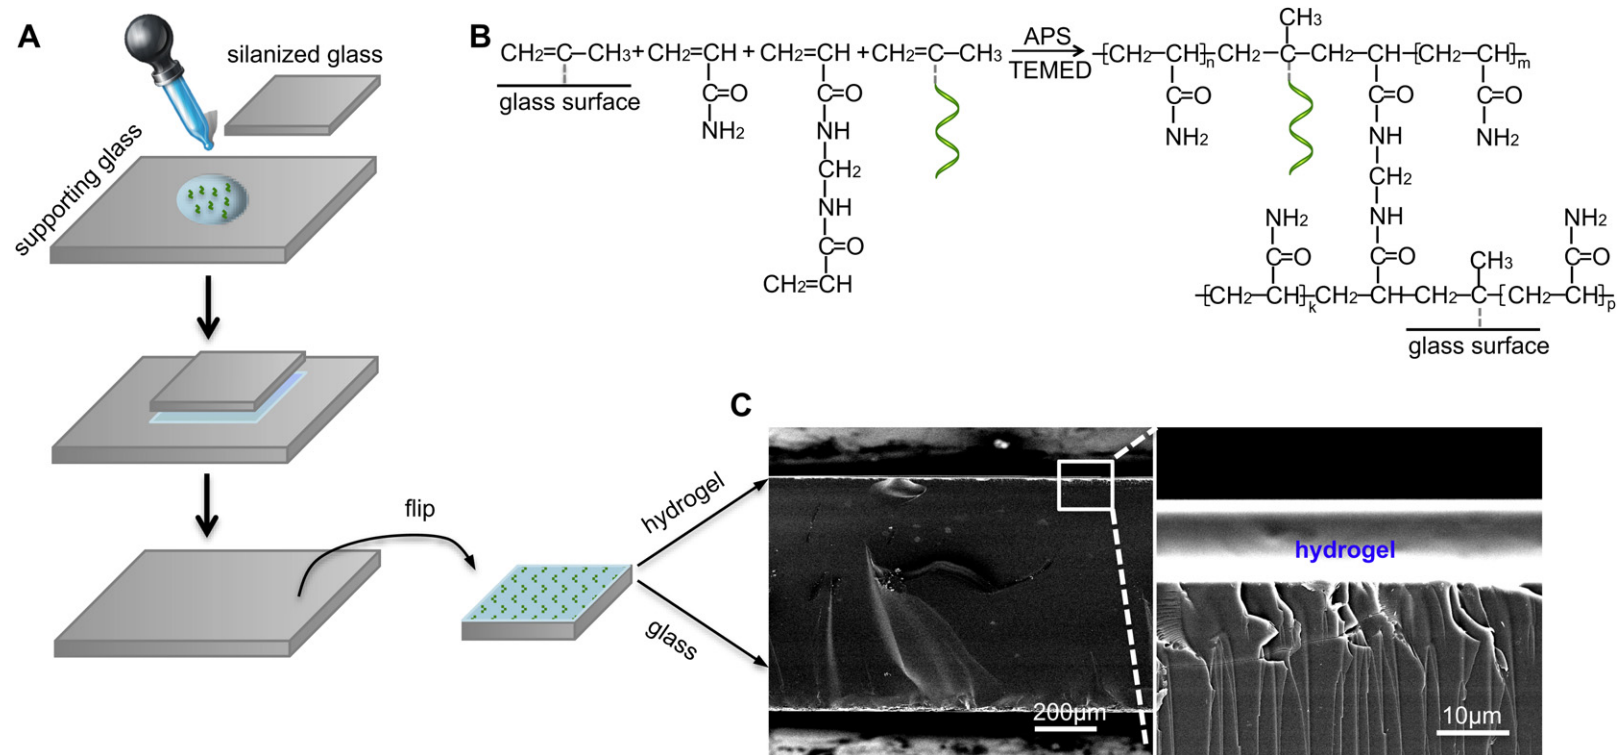 A
silanized glass
supporting glass
flip
B
CH2=C—CH3+CH2=CH+CH2=CH+CH2=C—CH3
APS
TEMED
glass surface
C=O
NH2
C=O
NH
CH2
NH
C=O
CH2=CH
CH3
-[CH2—CH]n CH2—C—CH2—CH-[CH2—CH]m
C=O
NH2
C=O
NH
CH2
NH
C=O
C=O
NH2
NH2
C=O
CH3
NH2
C=O
-[CH2—CH]k CH2—CH—CH2—C-[CH2—CH]p
glass surface
C
hydrogel
glass
200μm
hydrogel
10μm